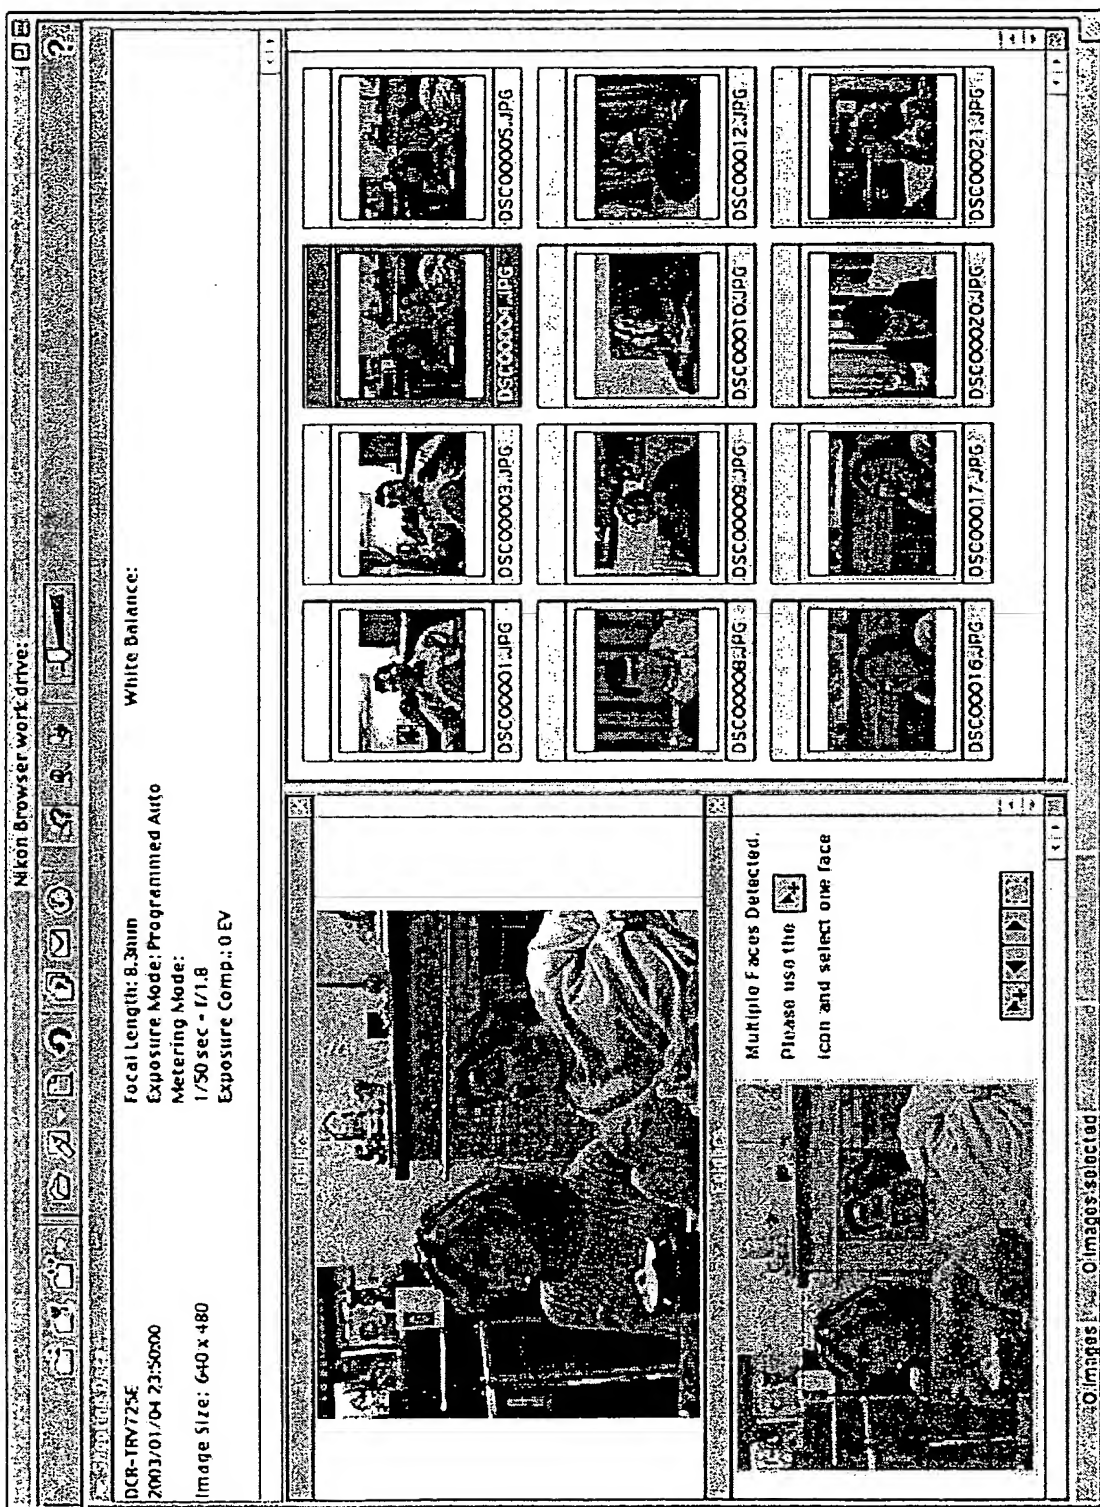 Nikon Browser work drive:
?
DCR-TRV725E
2003/01/04 23:50:00
Image Size: 640 x 480
Focal Length: 8.3mm
Exposure Mode: Programmed Auto
Metering Mode:
1/50 sec - f/1.8
Exposure Comp.: 0 EV
White Balance:
DSC00001.JPG
DSC00003.JPG
DSC00005.JPG
DSC00008.JPG
DSC00009.JPG
DSC00010.JPG
DSC00012.JPG
DSC00016.JPG
DSC00017.JPG
DSC00020.JPG
DSC00021.JPG
Multiple Faces Detected.
Please use the
icon and select one face
40 Images
0 Images selected